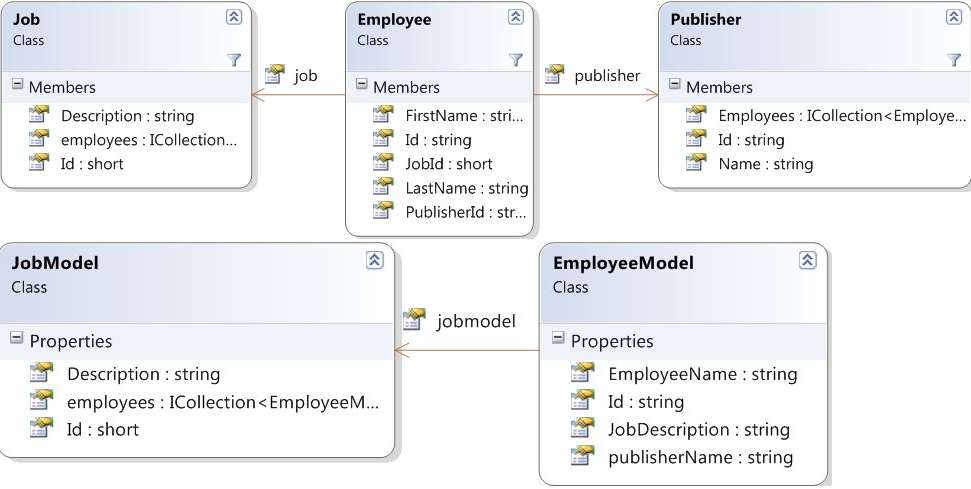 Job
Class
Members
Description : string
employees : ICollection...
Id : short
job
Employee
Class
Members
FirstName : stri...
Id : string
JobId : short
LastName : string
PublisherId : str...
publisher
Publisher
Class
Members
Employees : ICollection<Employe...
Id : string
Name : string
JobModel
Class
Properties
Description : string
employees : ICollection<EmployeeM...
Id : short
jobmodel
EmployeeModel
Class
Properties
EmployeeName : string
Id : string
JobDescription : string
publisherName : string